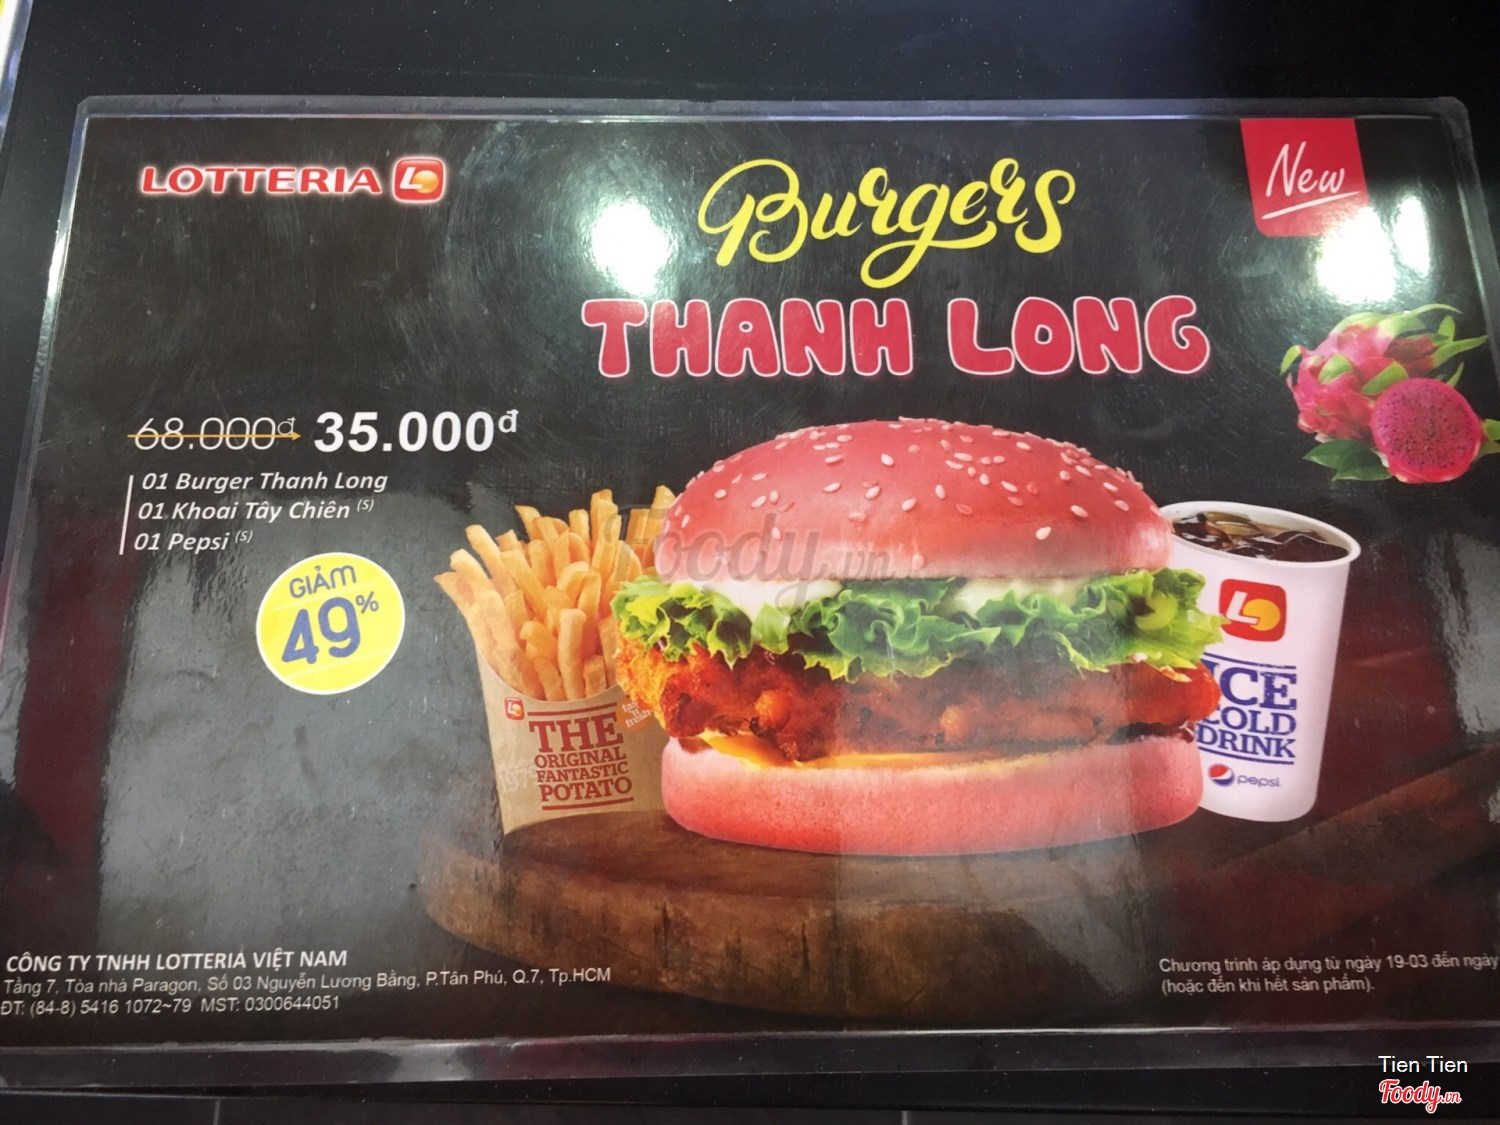 LOTTERIA
Burgers
New
THANH LONG
68.000đ 35.000đ
01 Burger Thanh Long
01 Khoai Tây Chiên (S)
01 Pepsi (S)
GIẢM
49%
THE
ORIGINAL
FANTASTIC
POTATO
ICE
COLD
DRINK
pepsi
Foody.vn
CÔNG TY TNHH LOTTERIA VIỆT NAM
Tầng 7, Tòa nhà Paragon, Số 03 Nguyễn Lương Bằng, P.Tân Phú, Q.7, Tp.HCM
ĐT: (84-8) 5416 1072~79 MST: 0300644051
Chương trình áp dụng từ ngày 19-03 đến ngày
(hoặc đến khi hết sản phẩm).
Tien Tien
Foody.vn